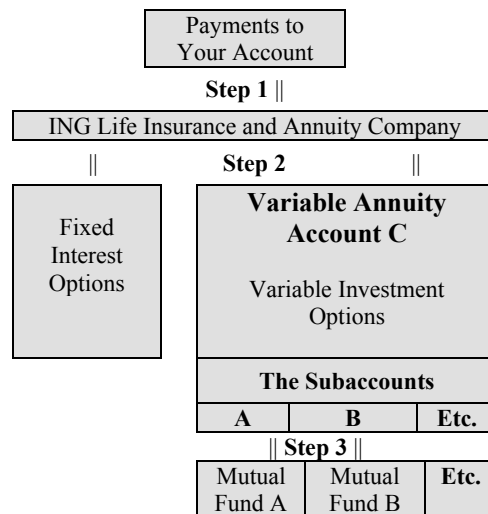 Payments to
Your Account
Step 1 ||
ING Life Insurance and Annuity Company
|| Step 2 ||
Fixed
Interest
Options
Variable Annuity
Account C
Variable Investment
Options
The Subaccounts
A B Etc.
|| Step 3 ||
Mutual
Fund A
Mutual
Fund B
Etc.